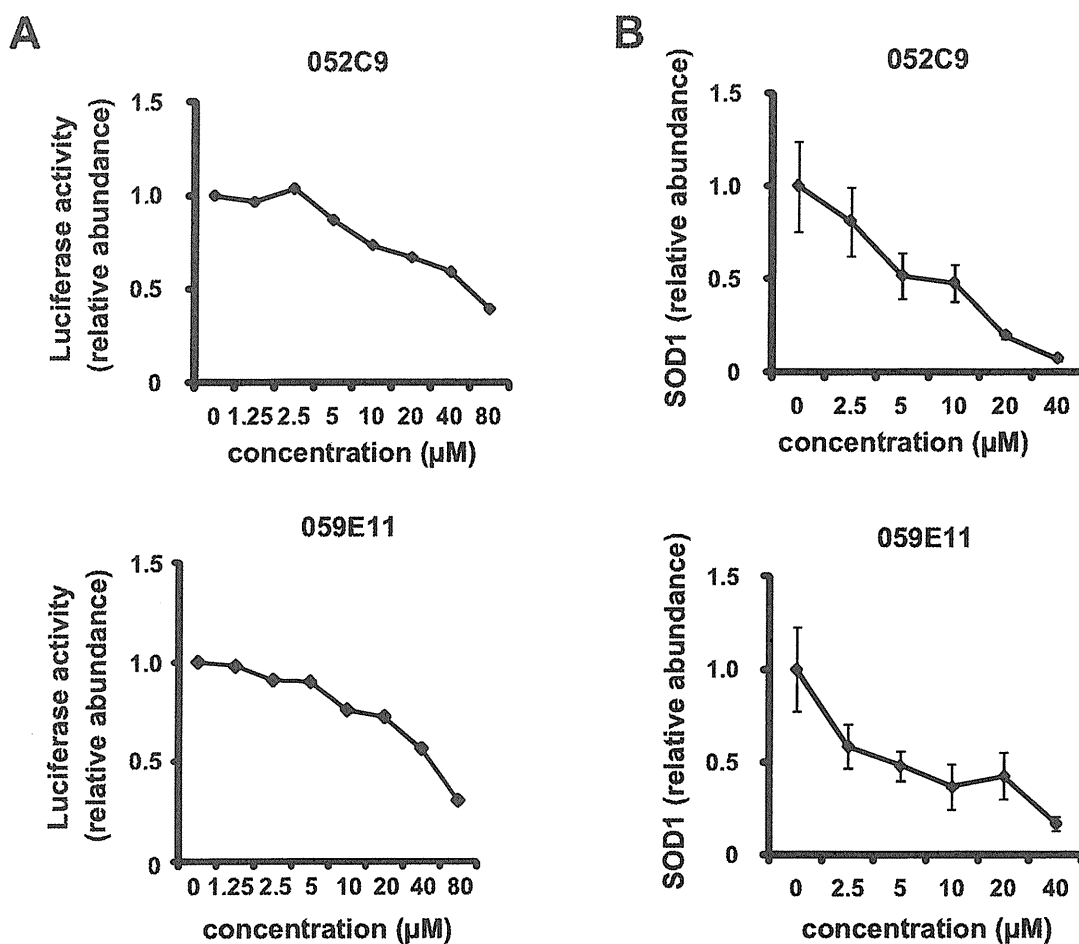 A
052C9
Luciferase activity
(relative abundance)
1.5
1.0
0.5
0
0 1.25 2.5 5 10 20 40 80
concentration (µM)
B
052C9
SOD1 (relative abundance)
1.5
1.0
0.5
0
0 2.5 5 10 20 40
concentration (µM)
059E11
Luciferase activity
(relative abundance)
1.5
1.0
0.5
0
0 1.25 2.5 5 10 20 40 80
concentration (µM)
059E11
SOD1 (relative abundance)
1.5
1.0
0.5
0
0 2.5 5 10 20 40
concentration (µM)